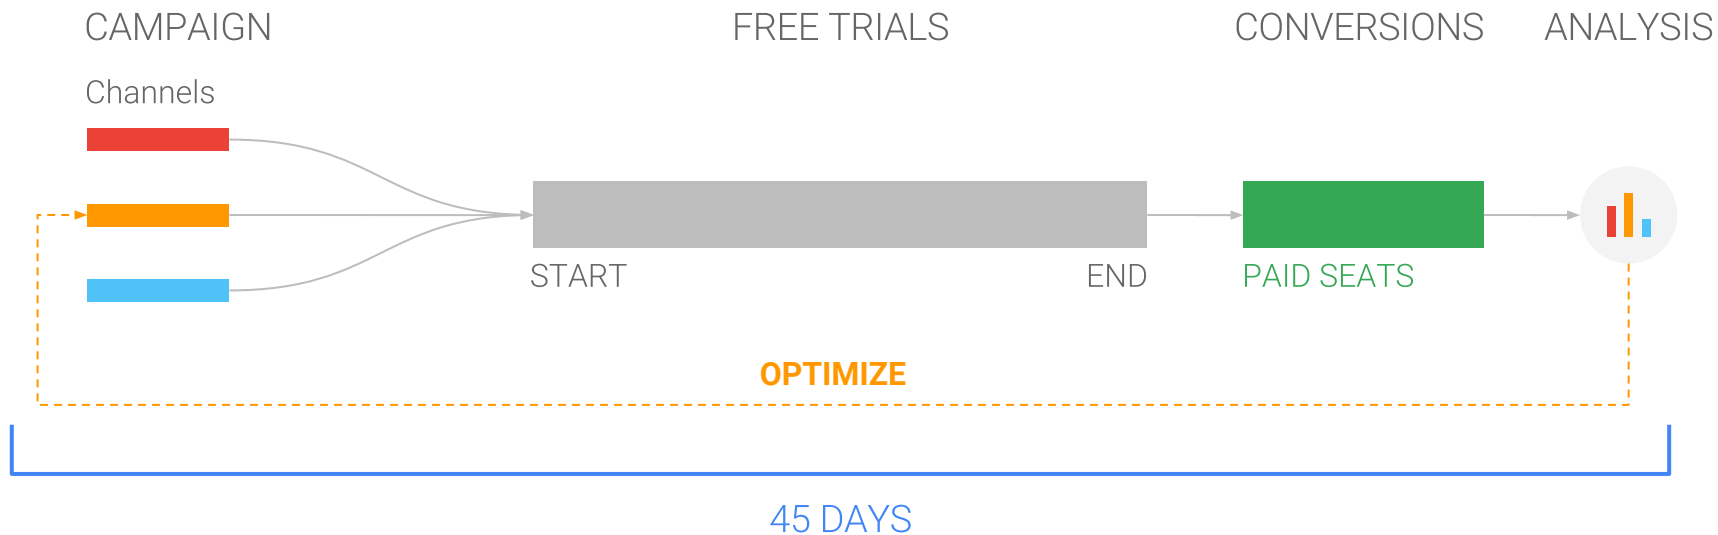 CAMPAIGN
FREE TRIALS
CONVERSIONS
ANALYSIS
Channels
START
END
PAID SEATS
OPTIMIZE
45 DAYS